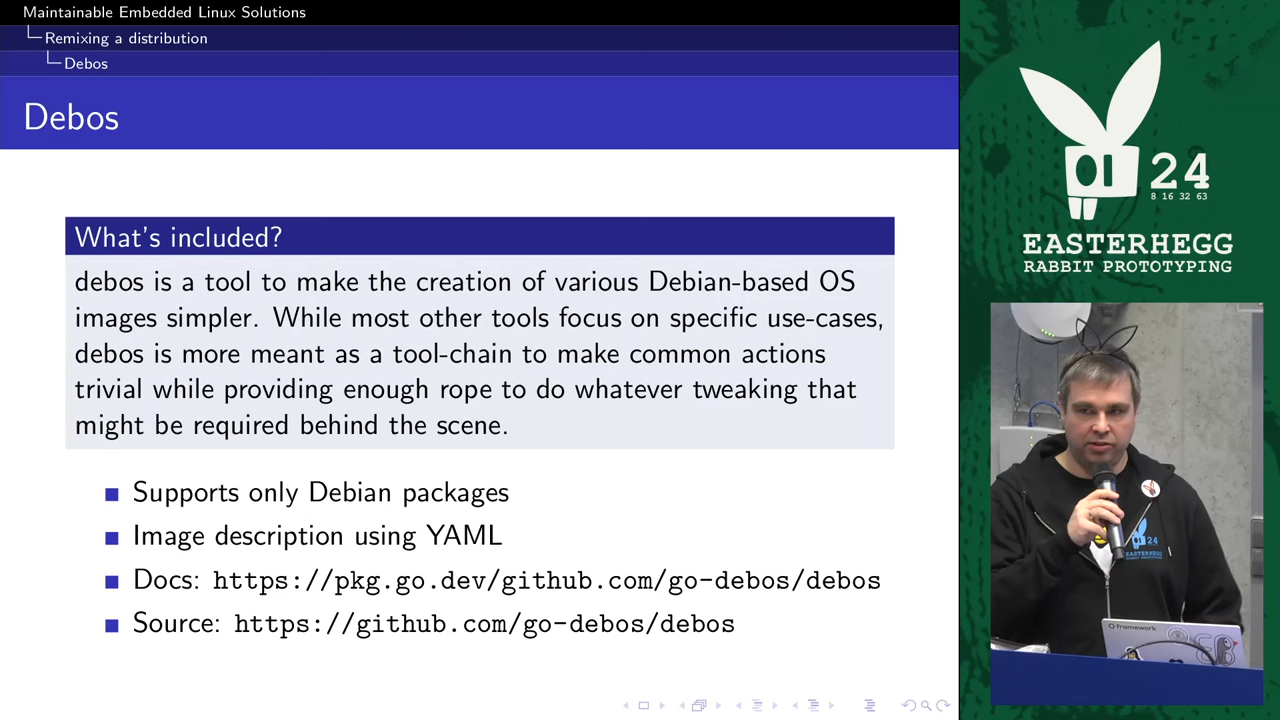 Maintainable Embedded Linux Solutions
Remixing a distribution
Debos
Debos
What's included?
debos is a tool to make the creation of various Debian-based OS
images simpler. While most other tools focus on specific use-cases,
debos is more meant as a tool-chain to make common actions
trivial while providing enough rope to do whatever tweaking that
might be required behind the scene.
Supports only Debian packages
Image description using YAML
Docs: https://pkg.go.dev/github.com/go-debos/debos
Source: https://github.com/go-debos/debos
24
8 16 32 63
EASTERHEGG
RABBIT PROTOTYPING
24
EASTERHEGG
framework